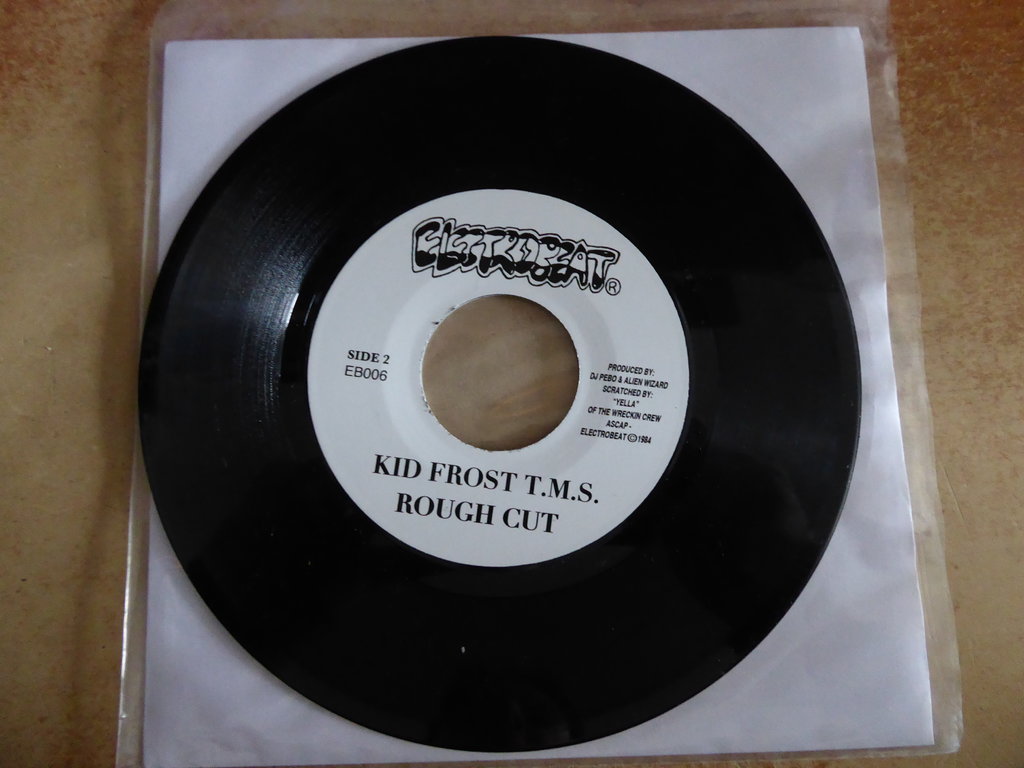 ELECTROBEAT ®
SIDE 2
EB006
PRODUCED BY:
DJ PEBO & ALIEN WIZARD
SCRATCHED BY:
"YELLA"
OF THE WRECKIN CREW
ASCAP -
ELECTROBEAT © 1984
KID FROST T.M.S.
ROUGH CUT